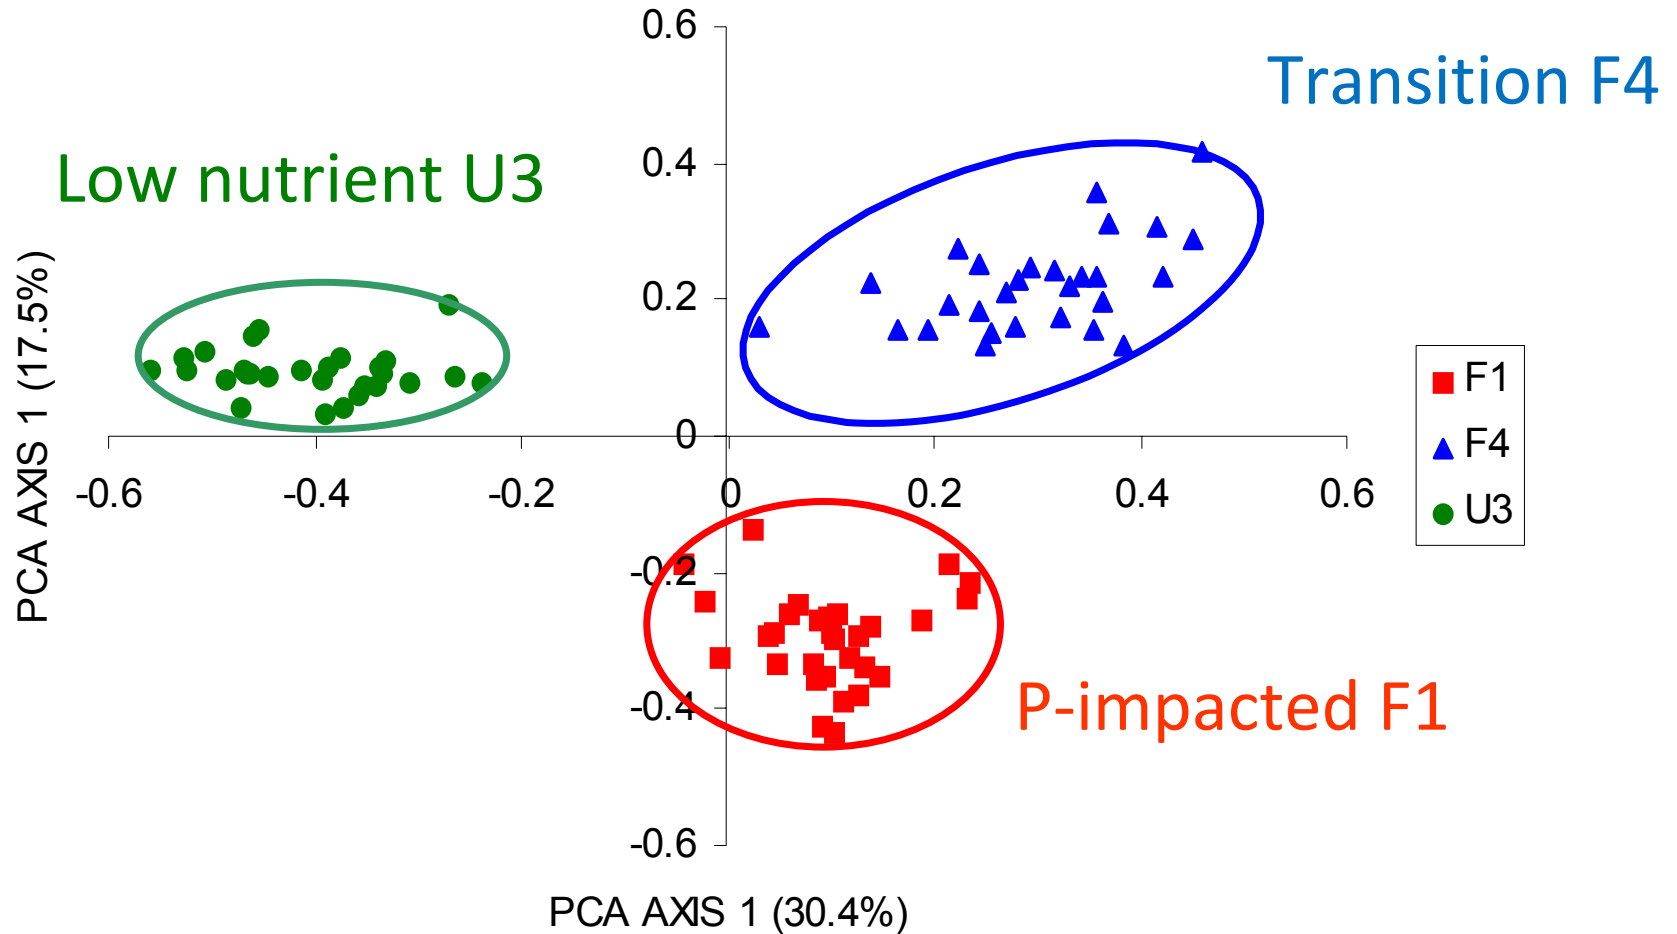 0.6
Transition F4
0.4
Low nutrient U3
0.2
PCA AXIS 1 (17.5%)
0
-0.6 -0.4 -0.2 0 0.2 0.4 0.6
F1
F4
U3
-0.2
-0.4
P-impacted F1
-0.6
PCA AXIS 1 (30.4%)